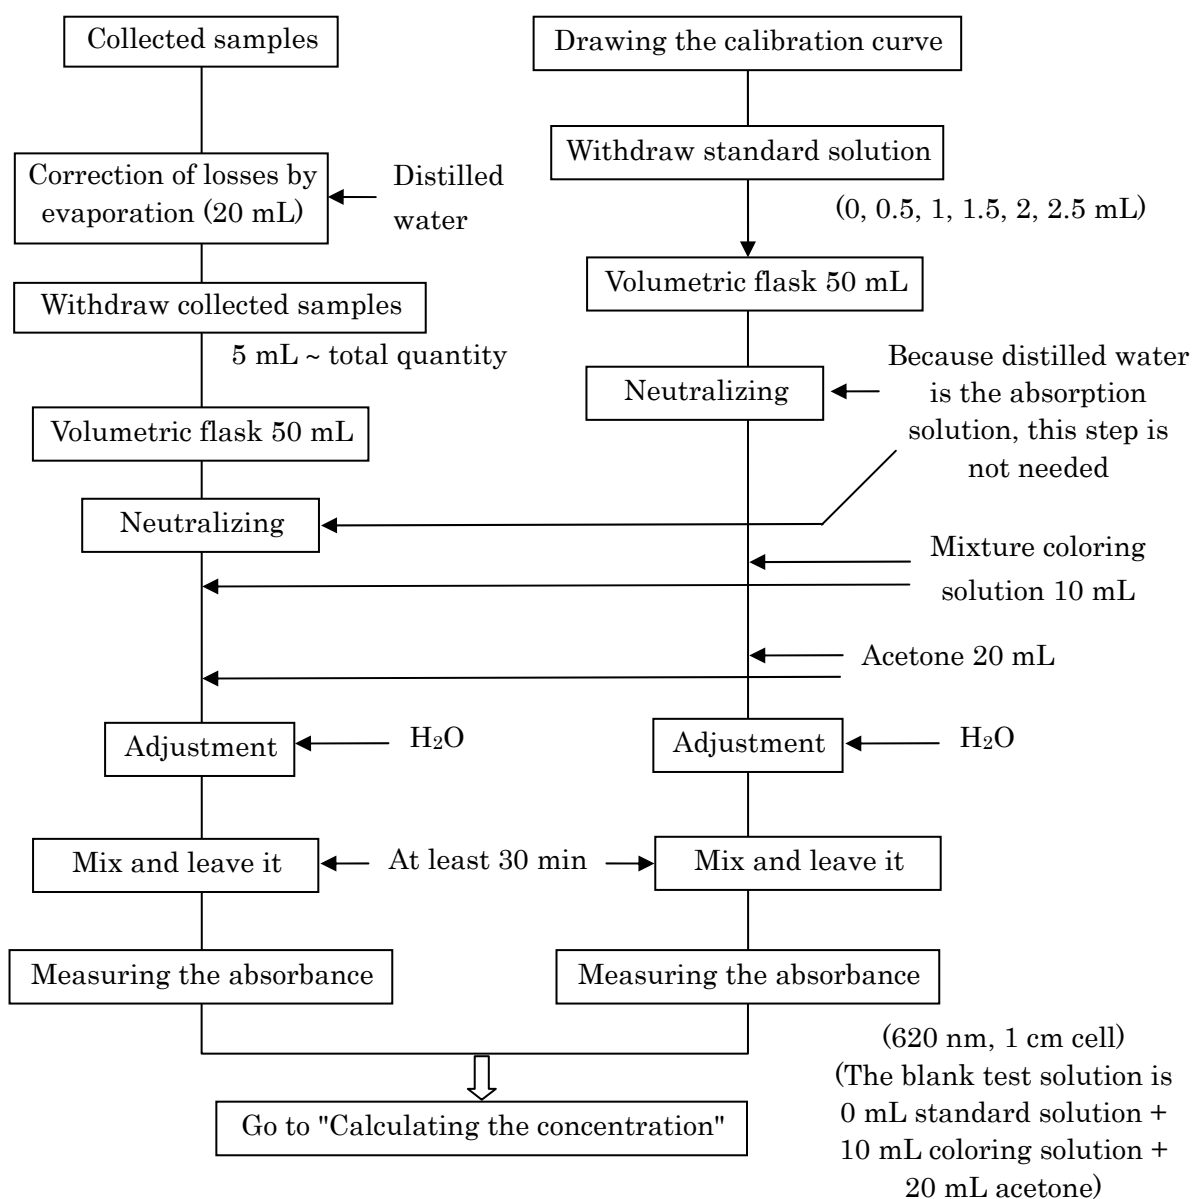 Collected samples
Drawing the calibration curve
Withdraw standard solution
Correction of losses by
evaporation (20 mL)
Distilled
water
(0, 0.5, 1, 1.5, 2, 2.5 mL)
Volumetric flask 50 mL
Withdraw collected samples
5 mL ~ total quantity
Because distilled water
is the absorption
solution, this step is
not needed
Neutralizing
Volumetric flask 50 mL
Neutralizing
Mixture coloring
solution 10 mL
Acetone 20 mL
Adjustment
H₂O
Adjustment
H₂O
Mix and leave it
At least 30 min
Mix and leave it
Measuring the absorbance
Measuring the absorbance
(620 nm, 1 cm cell)
(The blank test solution is
0 mL standard solution +
10 mL coloring solution +
20 mL acetone)
Go to "Calculating the concentration"